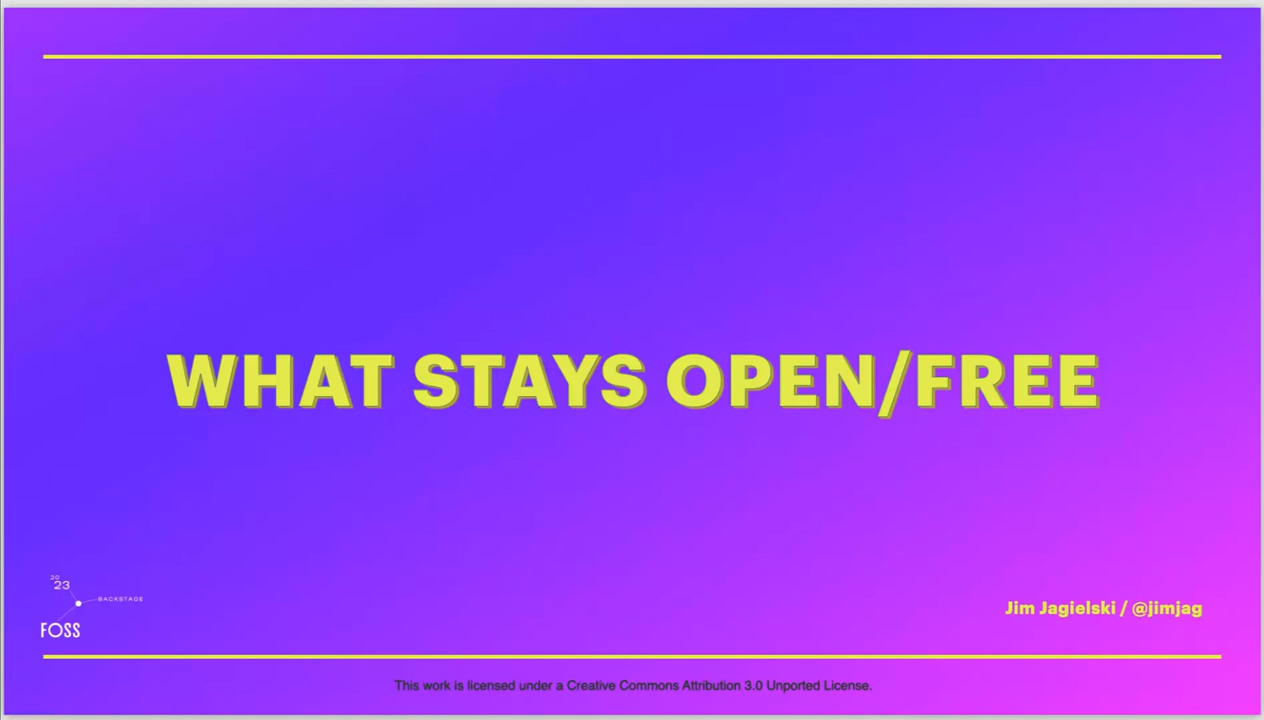 WHAT STAYS OPEN/FREE
20
23
BACKSTAGE
FOSS
Jim Jagielski / @jimjag
This work is licensed under a Creative Commons Attribution 3.0 Unported License.